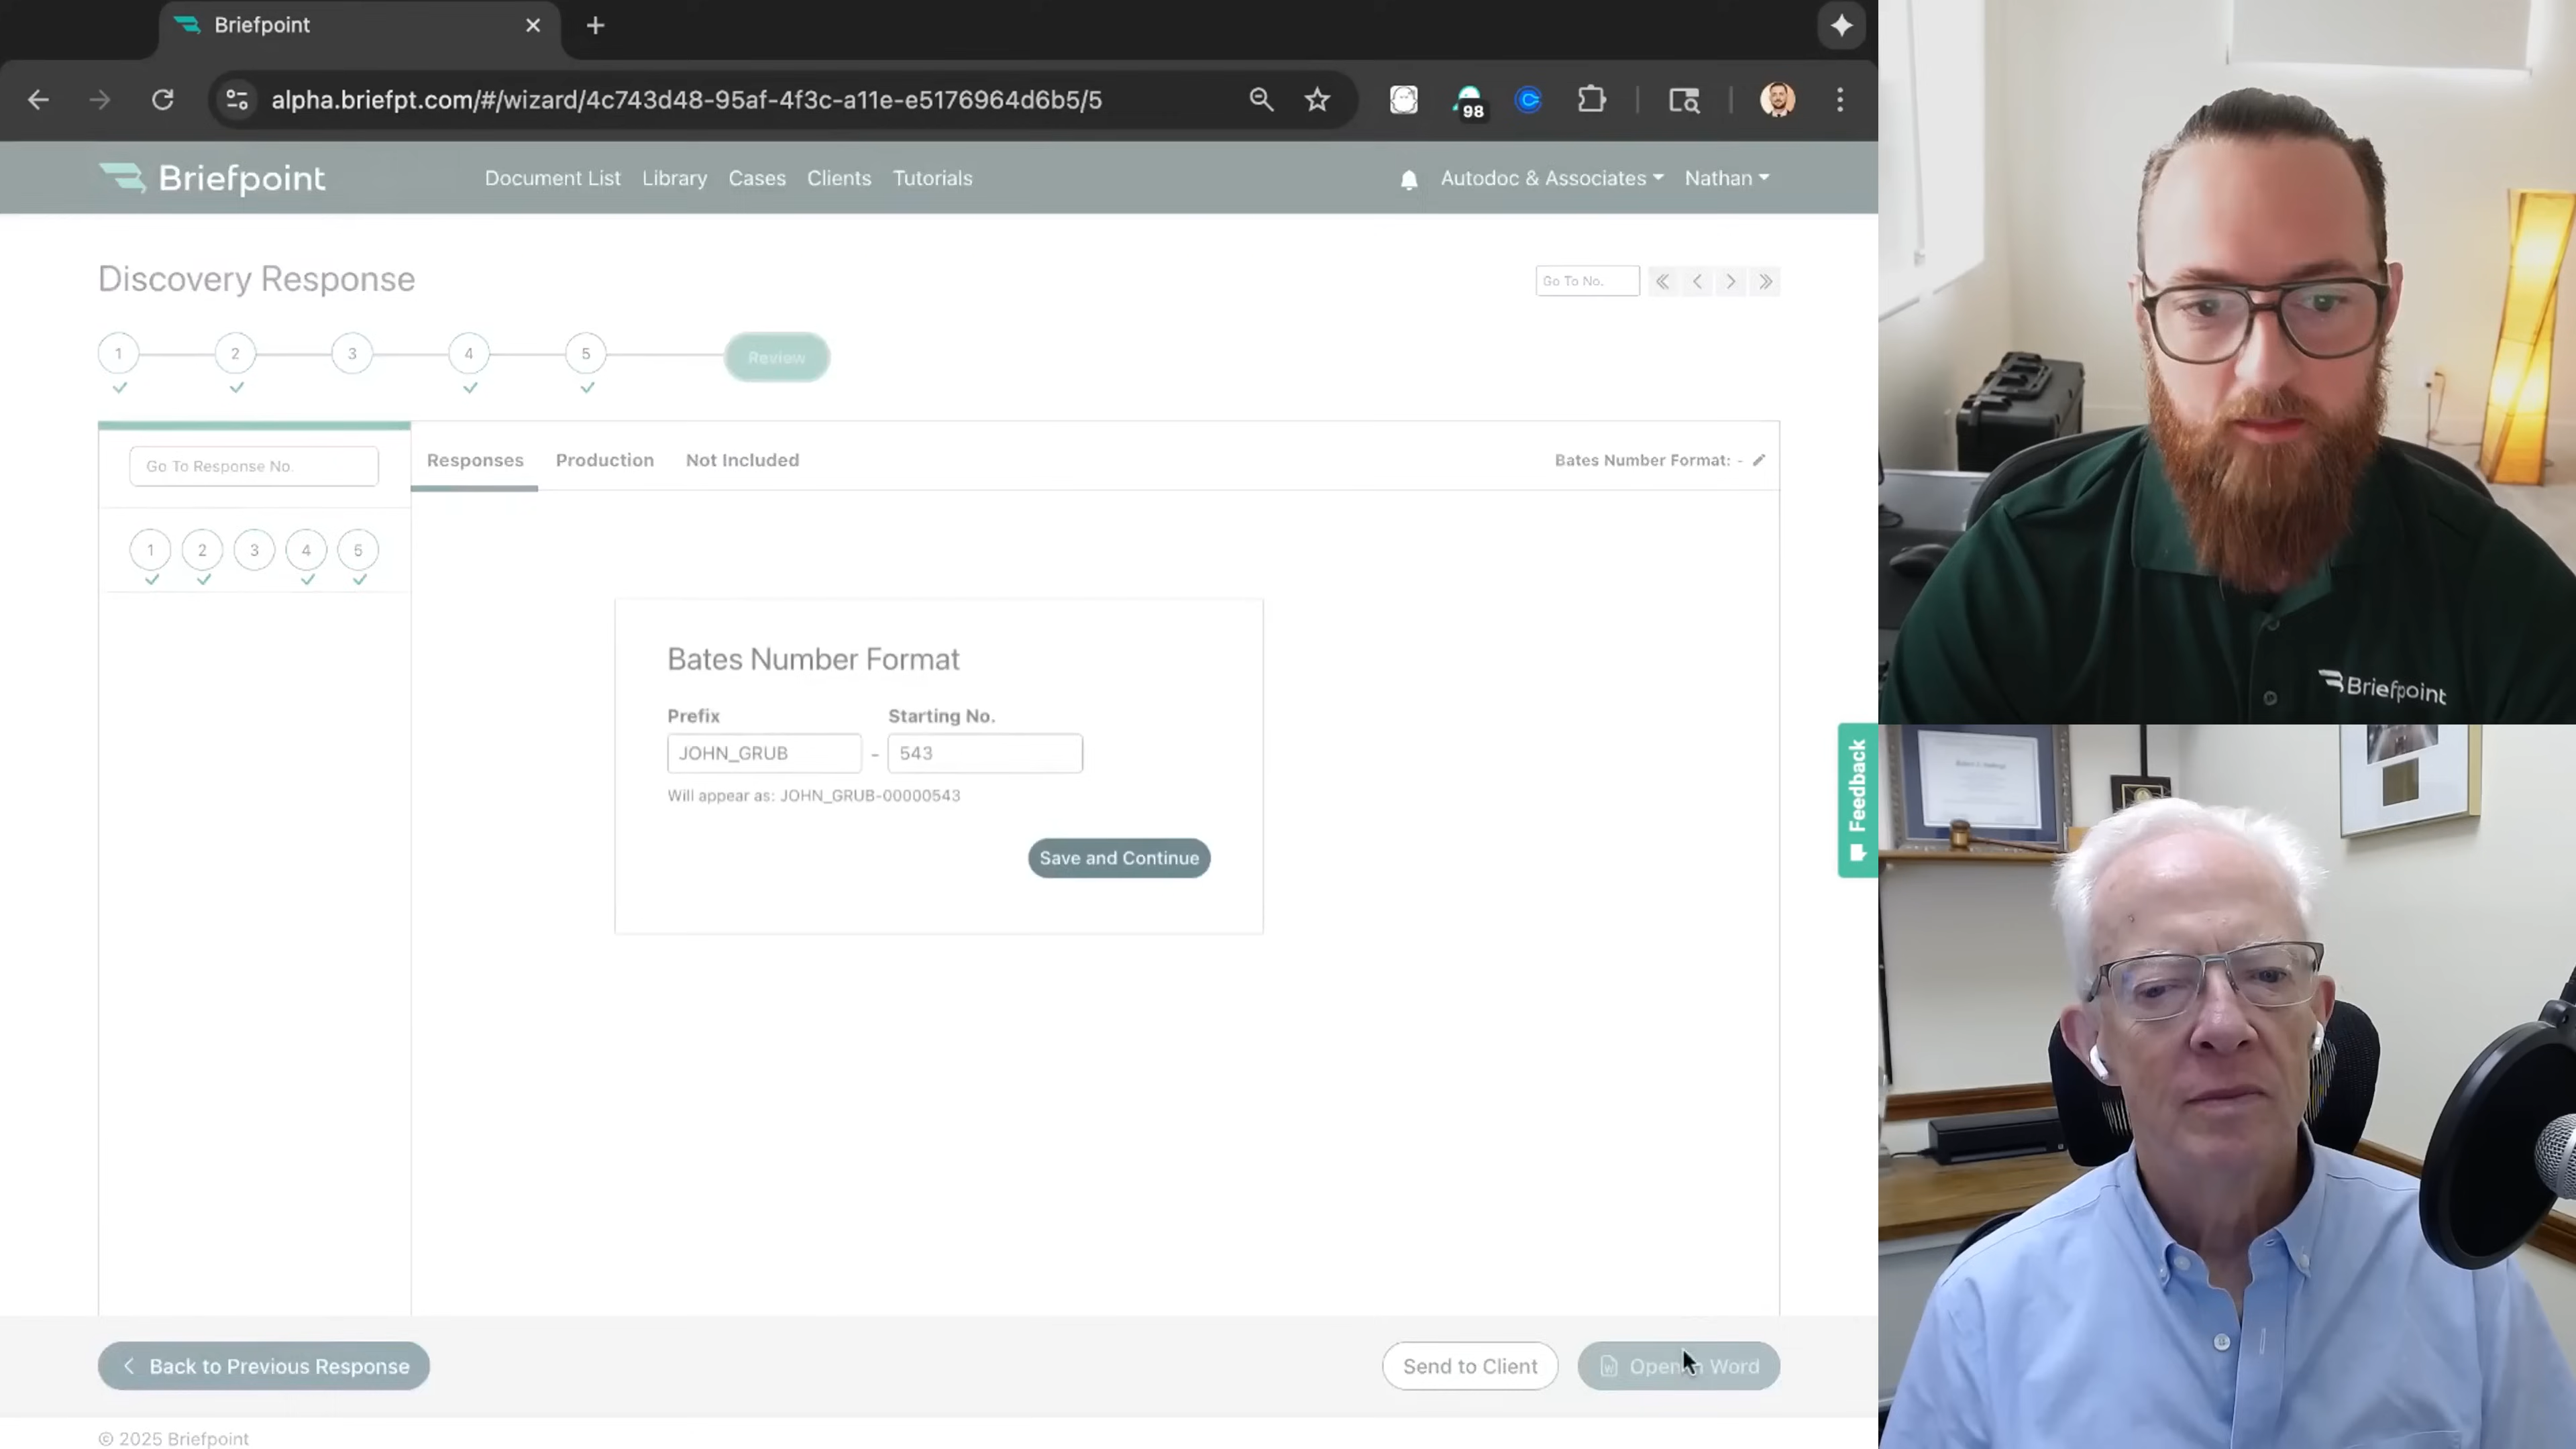 Briefpoint
alpha.briefpt.com/#/wizard/4c743d48-95af-4f3c-a11e-e5176964d6b5/5
98
Briefpoint
Document List
Library
Cases
Clients
Tutorials
Autodoc & Associates
Nathan
Discovery Response
Go To No.
1
2
3
4
5
Review
Go To Response No.
Responses
Production
Not Included
Bates Number Format: -
1
2
3
4
5
Bates Number Format
Prefix
Starting No.
JOHN_GRUB
-
543
Will appear as: JOHN_GRUB-00000543
Save and Continue
Feedback
Back to Previous Response
Send to Client
Open Word
© 2025 Briefpoint
Briefpoint